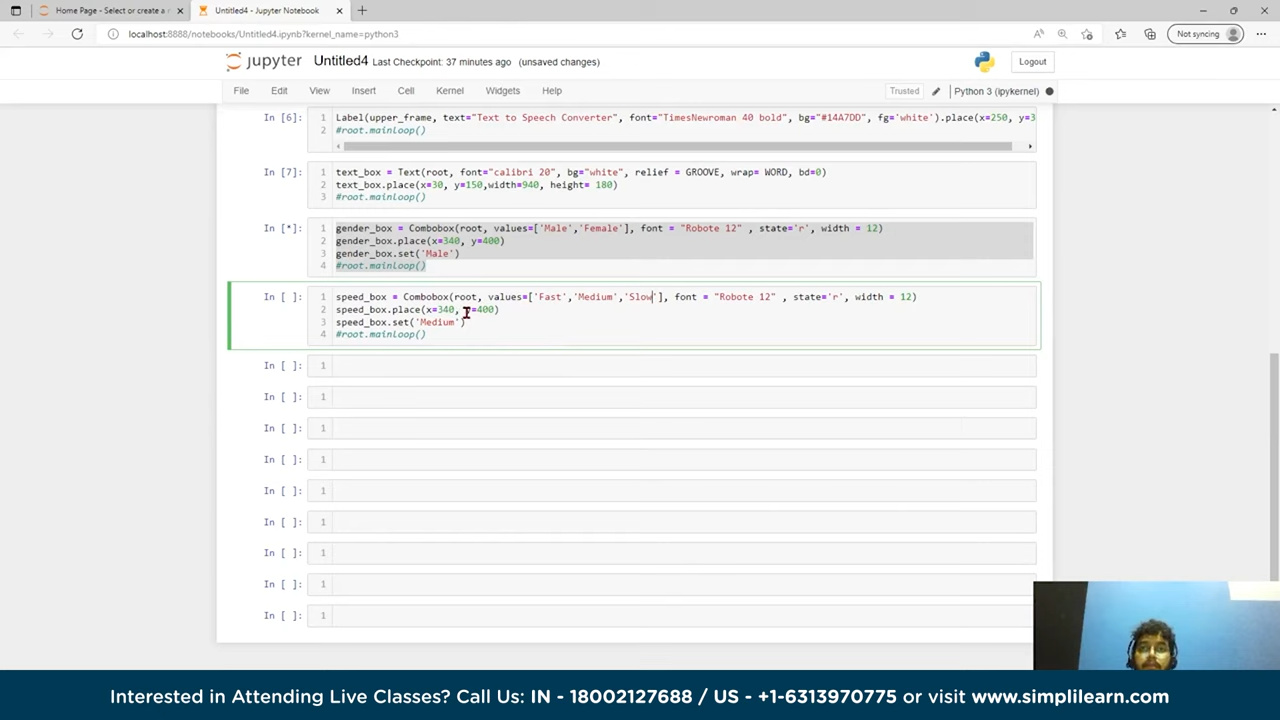 Home Page - Select or create a n
Untitled4 - Jupyter Notebook
localhost:8888/notebooks/Untitled4.ipynb?kernel_name=python3
Not syncing
jupyter Untitled4 Last Checkpoint: 37 minutes ago (unsaved changes)
Logout
File Edit View Insert Cell Kernel Widgets Help
Trusted
Python 3 (ipykernel)
In [6]:
1 Label(upper_frame, text="Text to Speech Converter", font="TimesNewroman 40 bold", bg="#14A7DD", fg='white').place(x=250, y=3
2 #root.mainloop()
In [7]:
1 text_box = Text(root, font="calibri 20", bg="white", relief = GROOVE, wrap= WORD, bd=0)
2 text_box.place(x=30, y=150,width=940, height= 180)
3 #root.mainloop()
In [*]:
1 gender_box = Combobox(root, values=['Male','Female'], font = "Robote 12" , state='r', width = 12)
2 gender_box.place(x=340, y=400)
3 gender_box.set('Male')
4 #root.mainloop()
In [ ]:
1 speed_box = Combobox(root, values=['Fast','Medium','Slow'], font = "Robote 12" , state='r', width = 12)
2 speed_box.place(x=340, y=400)
3 speed_box.set('Medium')
4 #root.mainloop()
In [ ]: 1
In [ ]: 1
In [ ]: 1
In [ ]: 1
In [ ]: 1
In [ ]: 1
In [ ]: 1
In [ ]: 1
In [ ]: 1
Interested in Attending Live Classes? Call Us: IN - 18002127688 / US - +1-6313970775 or visit www.simplilearn.com